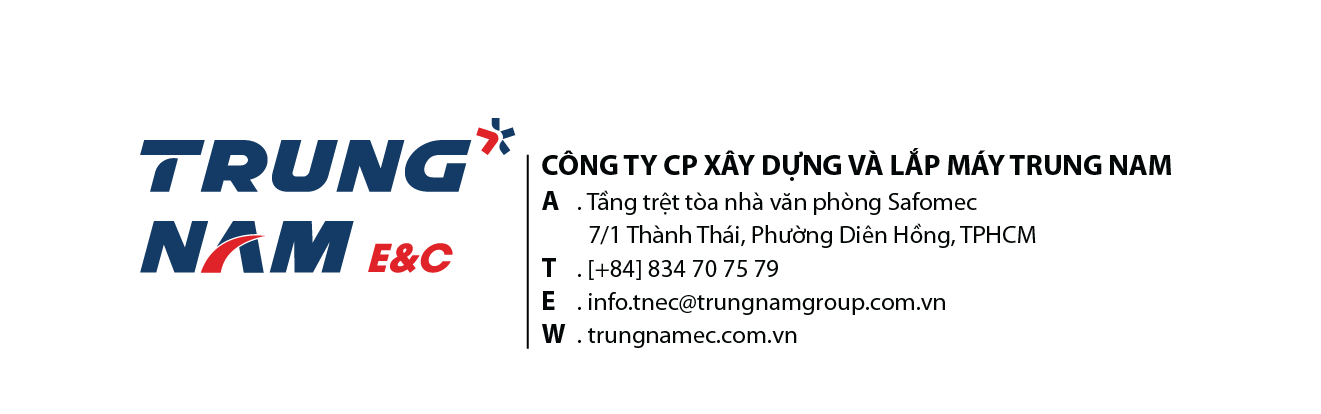 TRUNG
NAM E&C
CÔNG TY CP XÂY DỰNG VÀ LẮP MÁY TRUNG NAM
A . Tầng trệt tòa nhà văn phòng Safomec
7/1 Thành Thái, Phường Diên Hồng, TPHCM
T . [+84] 834 70 75 79
E . info.tnec@trungnamgroup.com.vn
W . trungnamec.com.vn